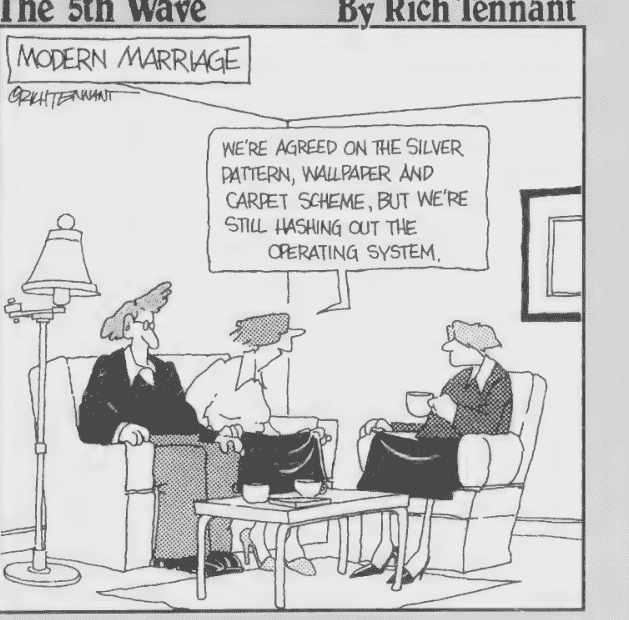 The 5th Wave By Rich Tennant
MODERN MARRIAGE
©RICHTENNANT
WE'RE AGREED ON THE SILVER
PATTERN, WALLPAPER AND
CARPET SCHEME, BUT WE'RE
STILL HASHING OUT THE
OPERATING SYSTEM.